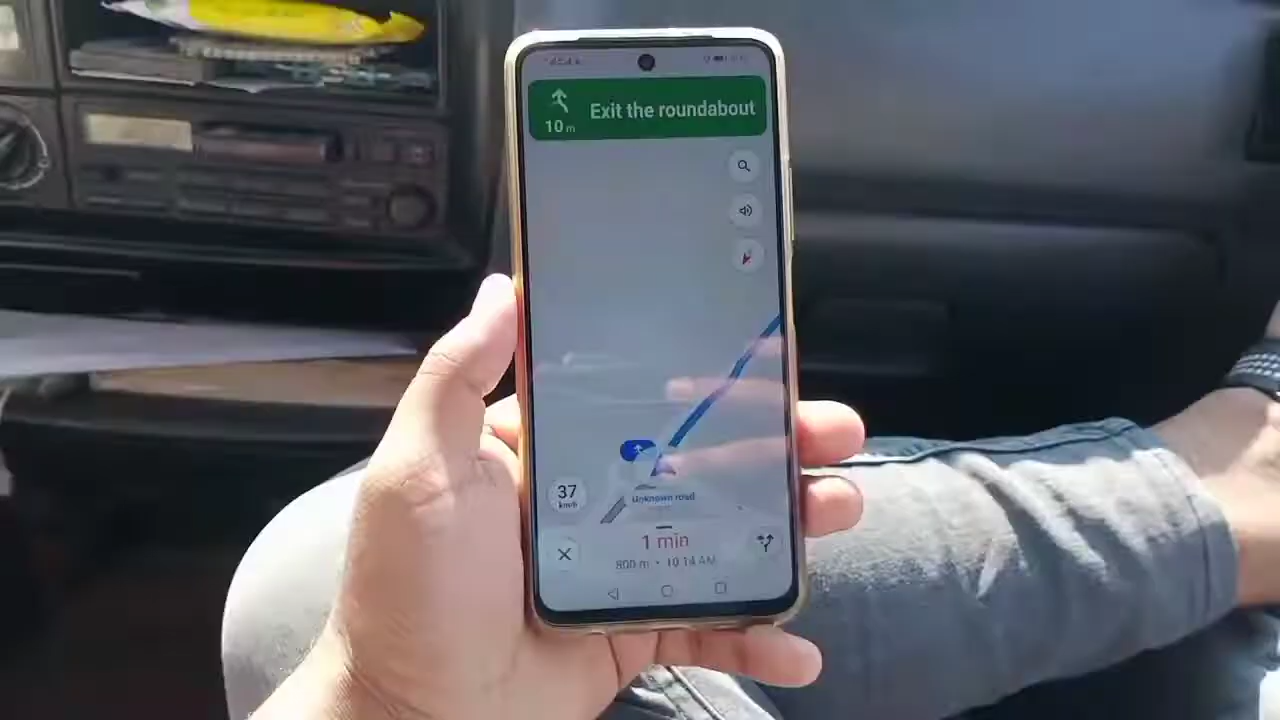 Exit the roundabout
10 m
37
km/h
Unknown road
1 min
800 m • 10:14 AM